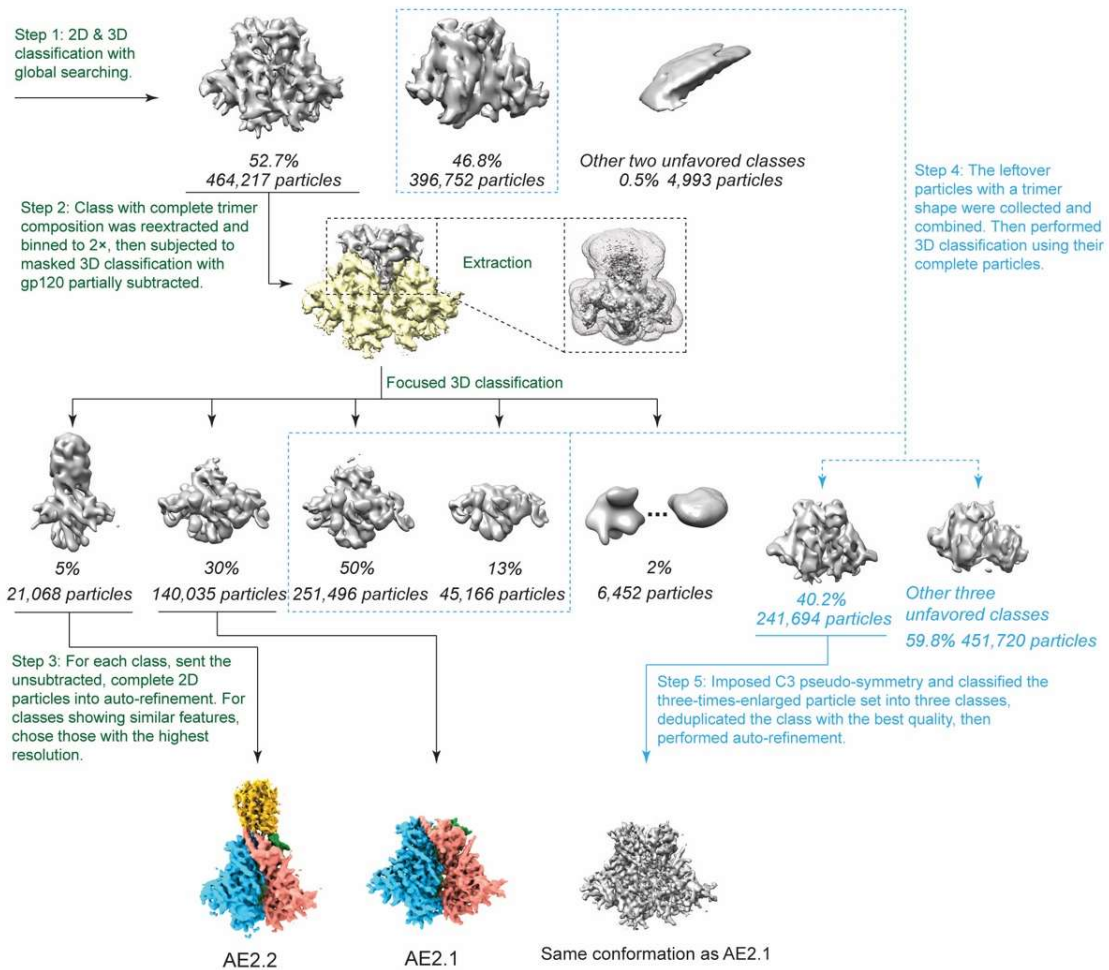 Step 1: 2D & 3D
classification with
global searching.
52.7%
464,217 particles
46.8%
396,752 particles
Other two unfavored classes
0.5% 4,993 particles
Step 4: The leftover
particles with a trimer
shape were collected and
combined. Then performed
3D classification using their
complete particles.
Step 2: Class with complete trimer
composition was reextracted and
binned to 2×, then subjected to
masked 3D classification with
gp120 partially subtracted.
Extraction
Focused 3D classification
5%
21,068 particles
30%
140,035 particles
50%
251,496 particles
13%
45,166 particles
...
2%
6,452 particles
40.2%
241,694 particles
Other three
unfavored classes
59.8% 451,720 particles
Step 3: For each class, sent the
unsubtracted, complete 2D
particles into auto-refinement. For
classes showing similar features,
chose those with the highest
resolution.
Step 5: Imposed C3 pseudo-symmetry and classified the
three-times-enlarged particle set into three classes,
deduplicated the class with the best quality, then
performed auto-refinement.
AE2.2
AE2.1
Same conformation as AE2.1